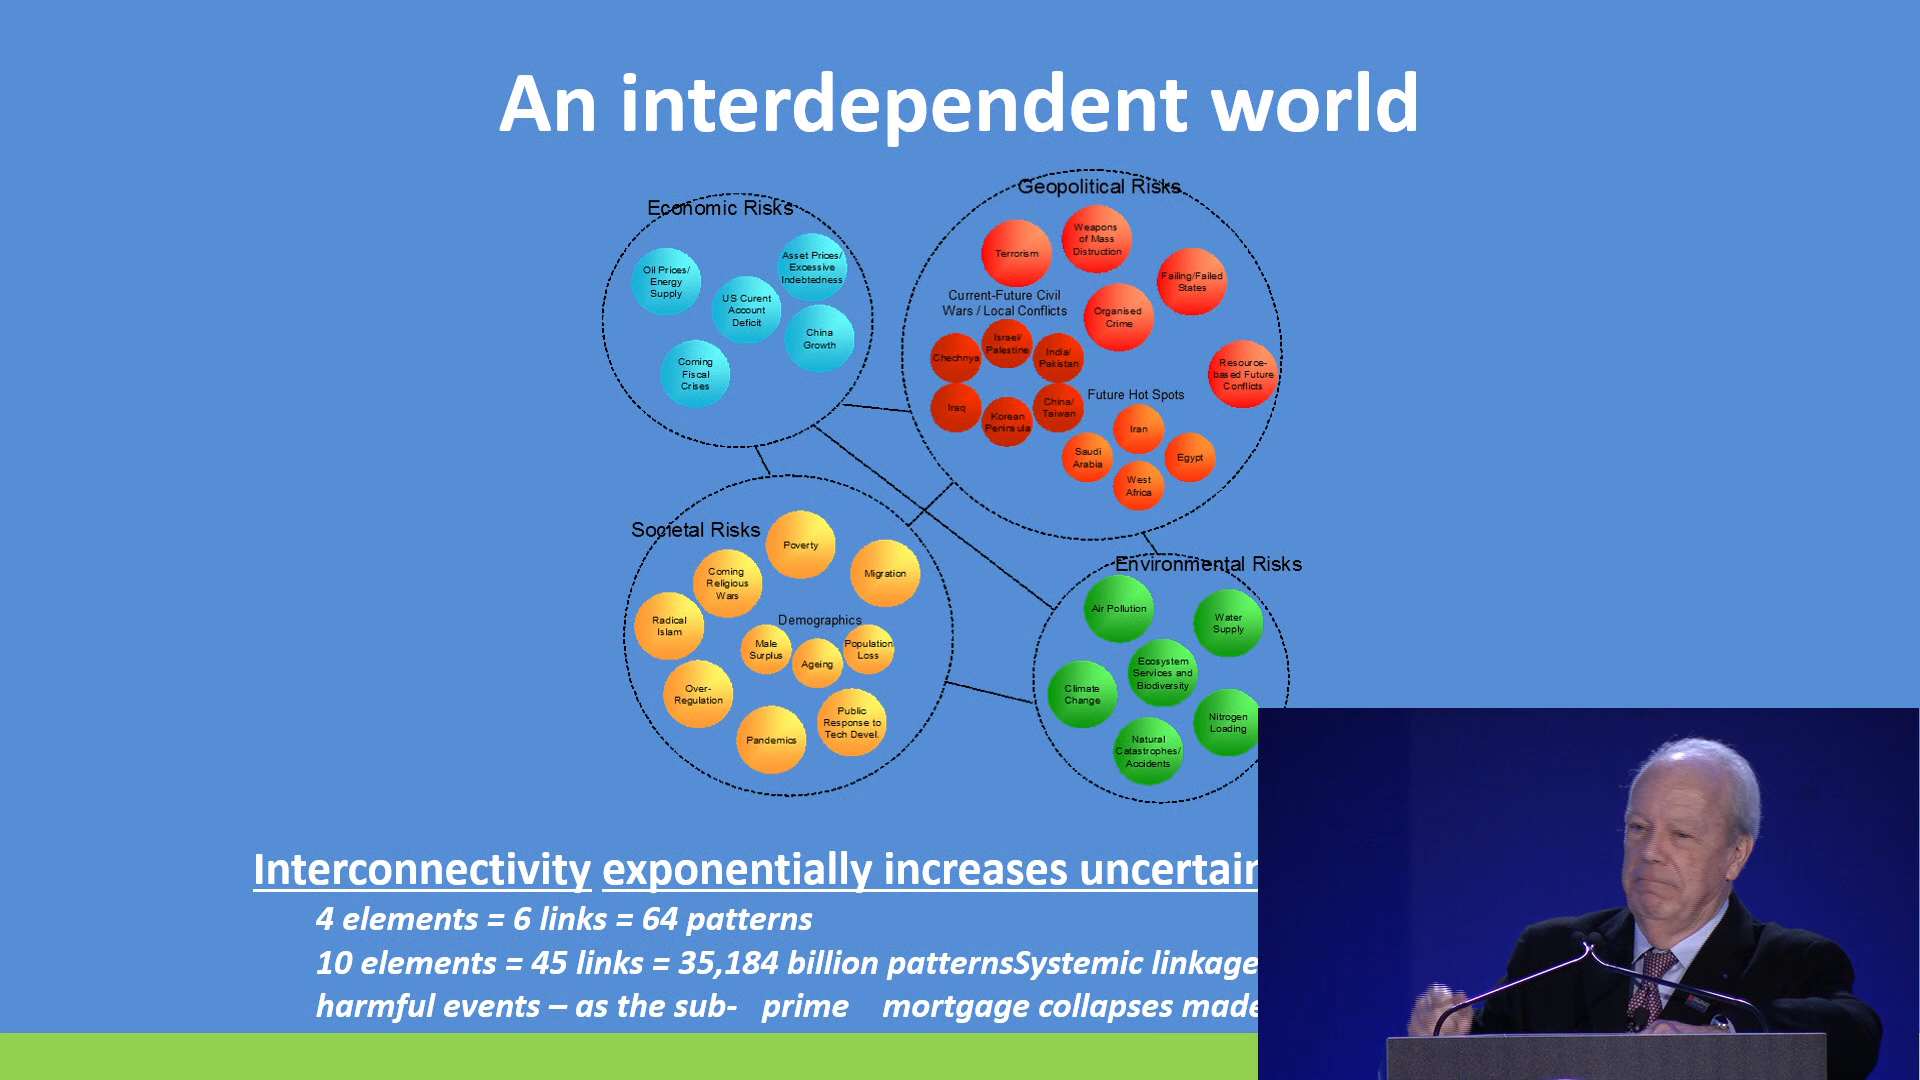 An interdependent world
Economic Risks
Oil Prices/
Energy
Supply
Asset Prices/
Excessive
Indebtedness
US Curent
Account
Deficit
China
Growth
Coming
Fiscal
Crises
Geopolitical Risks
Terrorism
Weapons
of Mass
Distruction
Failing/Failed
States
Organised
Crime
Resource-
based Future
Conflicts
Current-Future Civil
Wars / Local Conflicts
Chechnya
Israel/
Palestine
India/
Pakistan
Iraq
Korean
Peninsula
China/
Taiwan
Future Hot Spots
Iran
Saudi
Arabia
Egypt
West
Africa
Societal Risks
Poverty
Migration
Coming
Religious
Wars
Radical
Islam
Demographics
Male
Surplus
Ageing
Population
Loss
Over-
Regulation
Pandemics
Public
Response to
Tech Devel.
Environmental Risks
Air Pollution
Water
Supply
Ecosystem
Services and
Biodiversity
Climate
Change
Nitrogen
Loading
Natural
Catastrophes/
Accidents
Interconnectivity exponentially increases
4 elements = 6 links = 64 patterns
10 elements = 45 links = 35,184 billion patternsSystemic linkage
harmful events – as the sub- prime mortgage collapses made